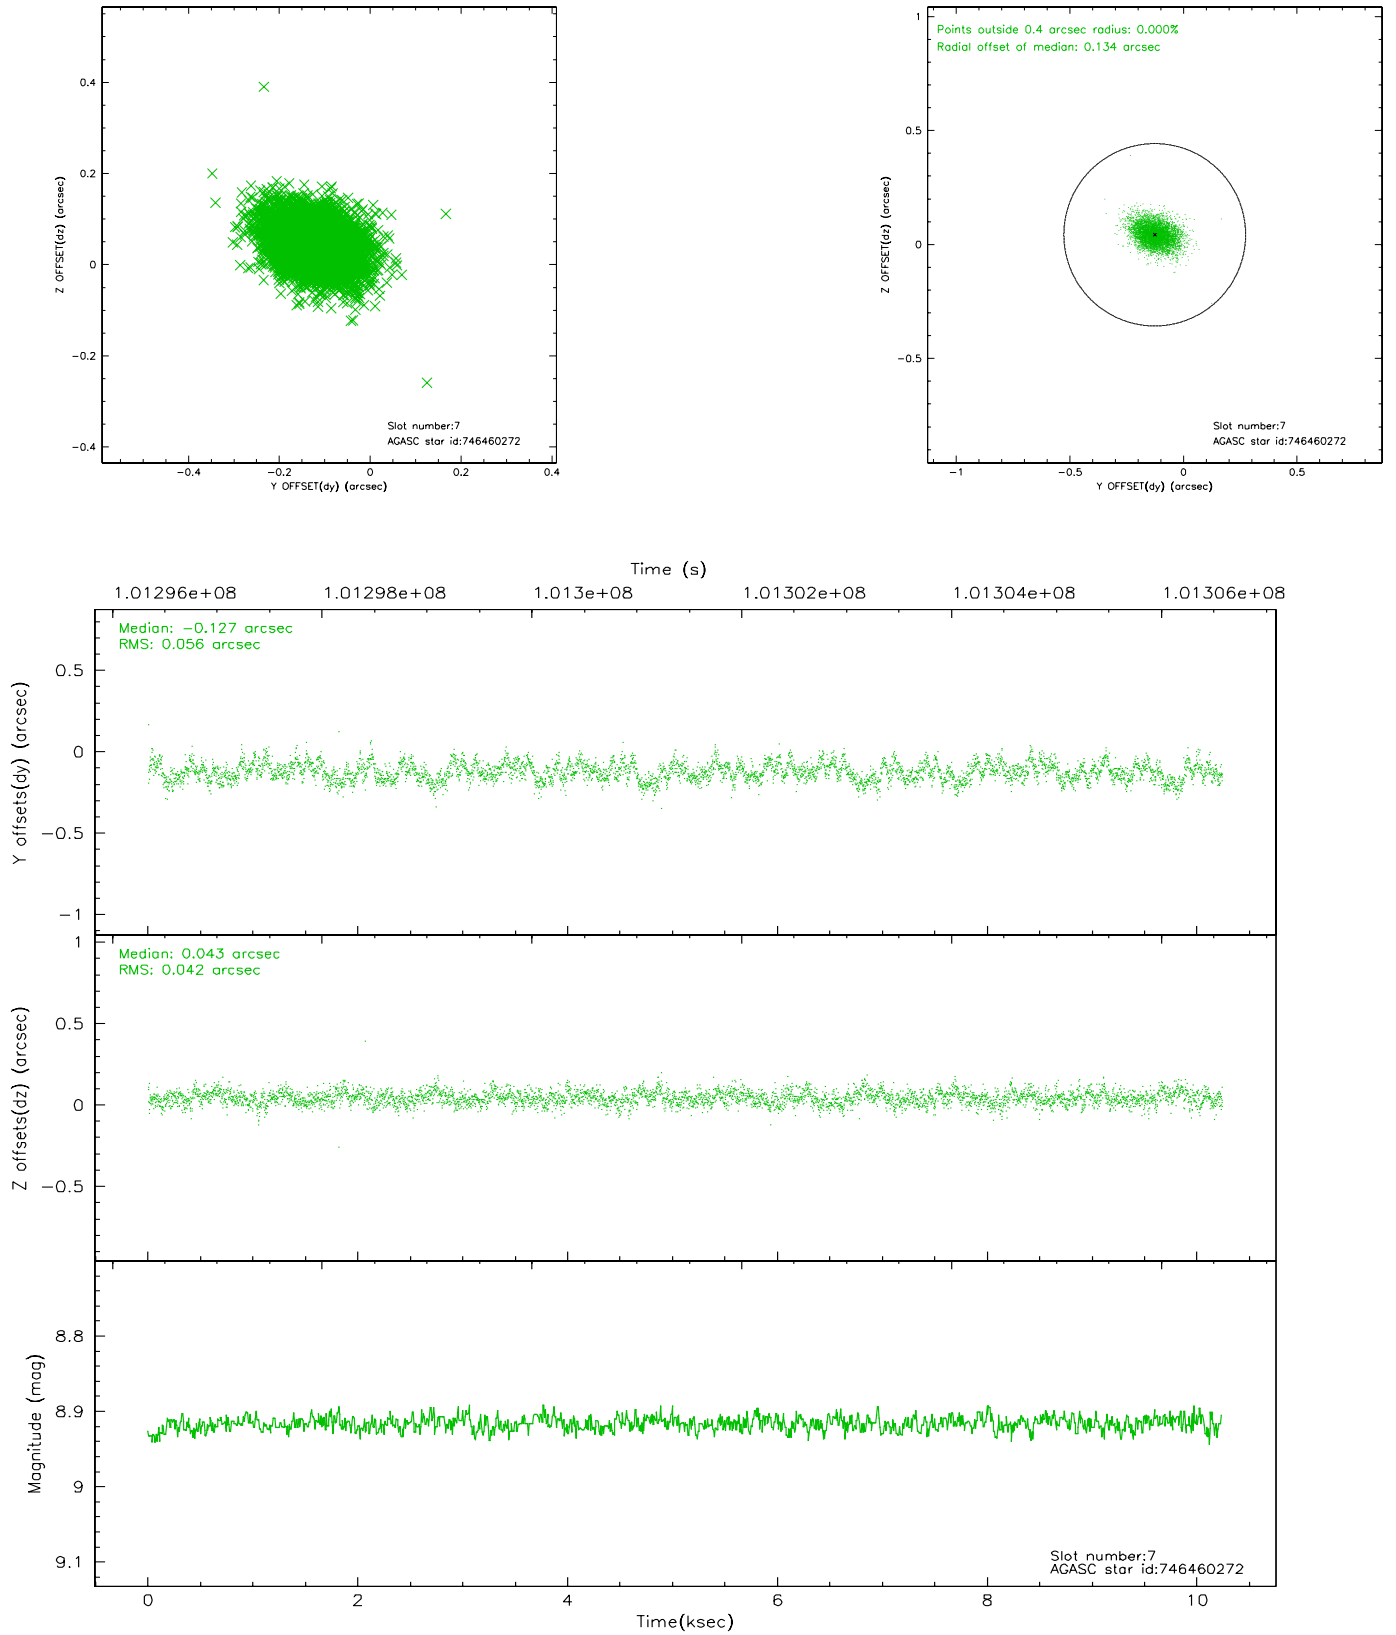 0.4
0.2
0
−0.2
−0.4
Z OFFSET(dz) (arcsec)
Slot number:7
AGASC star id:746460272
−0.4 −0.2 0 0.2 0.4
Y OFFSET(dy) (arcsec)
Points outside 0.4 arcsec radius: 0.000%
Radial offset of median: 0.134 arcsec
1
0.5
0
−0.5
Z OFFSET(dz) (arcsec)
Slot number:7
AGASC star id:746460272
−1 −0.5 0 0.5
Y OFFSET(dy) (arcsec)
Time (s)
1.01296e+08 1.01298e+08 1.013e+08 1.01302e+08 1.01304e+08 1.01306e+08
Median: −0.127 arcsec
RMS: 0.056 arcsec
0.5
0
−0.5
−1
Y offsets(dy) (arcsec)
Median: 0.043 arcsec
RMS: 0.042 arcsec
1
0.5
0
−0.5
Z offsets(dz) (arcsec)
8.8
8.9
9
9.1
Magnitude (mag)
Slot number:7
AGASC star id:746460272
0 2 4 6 8 10
Time(ksec)